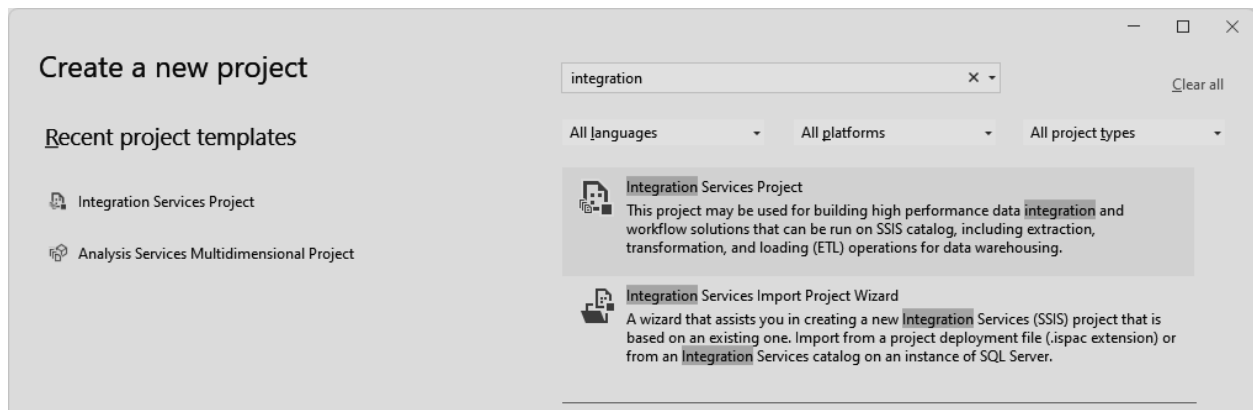 Create a new project
Recent project templates
Integration Services Project
Analysis Services Multidimensional Project
integration
Clear all
All languages
All platforms
All project types
Integration Services Project
This project may be used for building high performance data integration and
workflow solutions that can be run on SSIS catalog, including extraction,
transformation, and loading (ETL) operations for data warehousing.
Integration Services Import Project Wizard
A wizard that assists you in creating a new Integration Services (SSIS) project that is
based on an existing one. Import from a project deployment file (.ispac extension) or
from an Integration Services catalog on an instance of SQL Server.